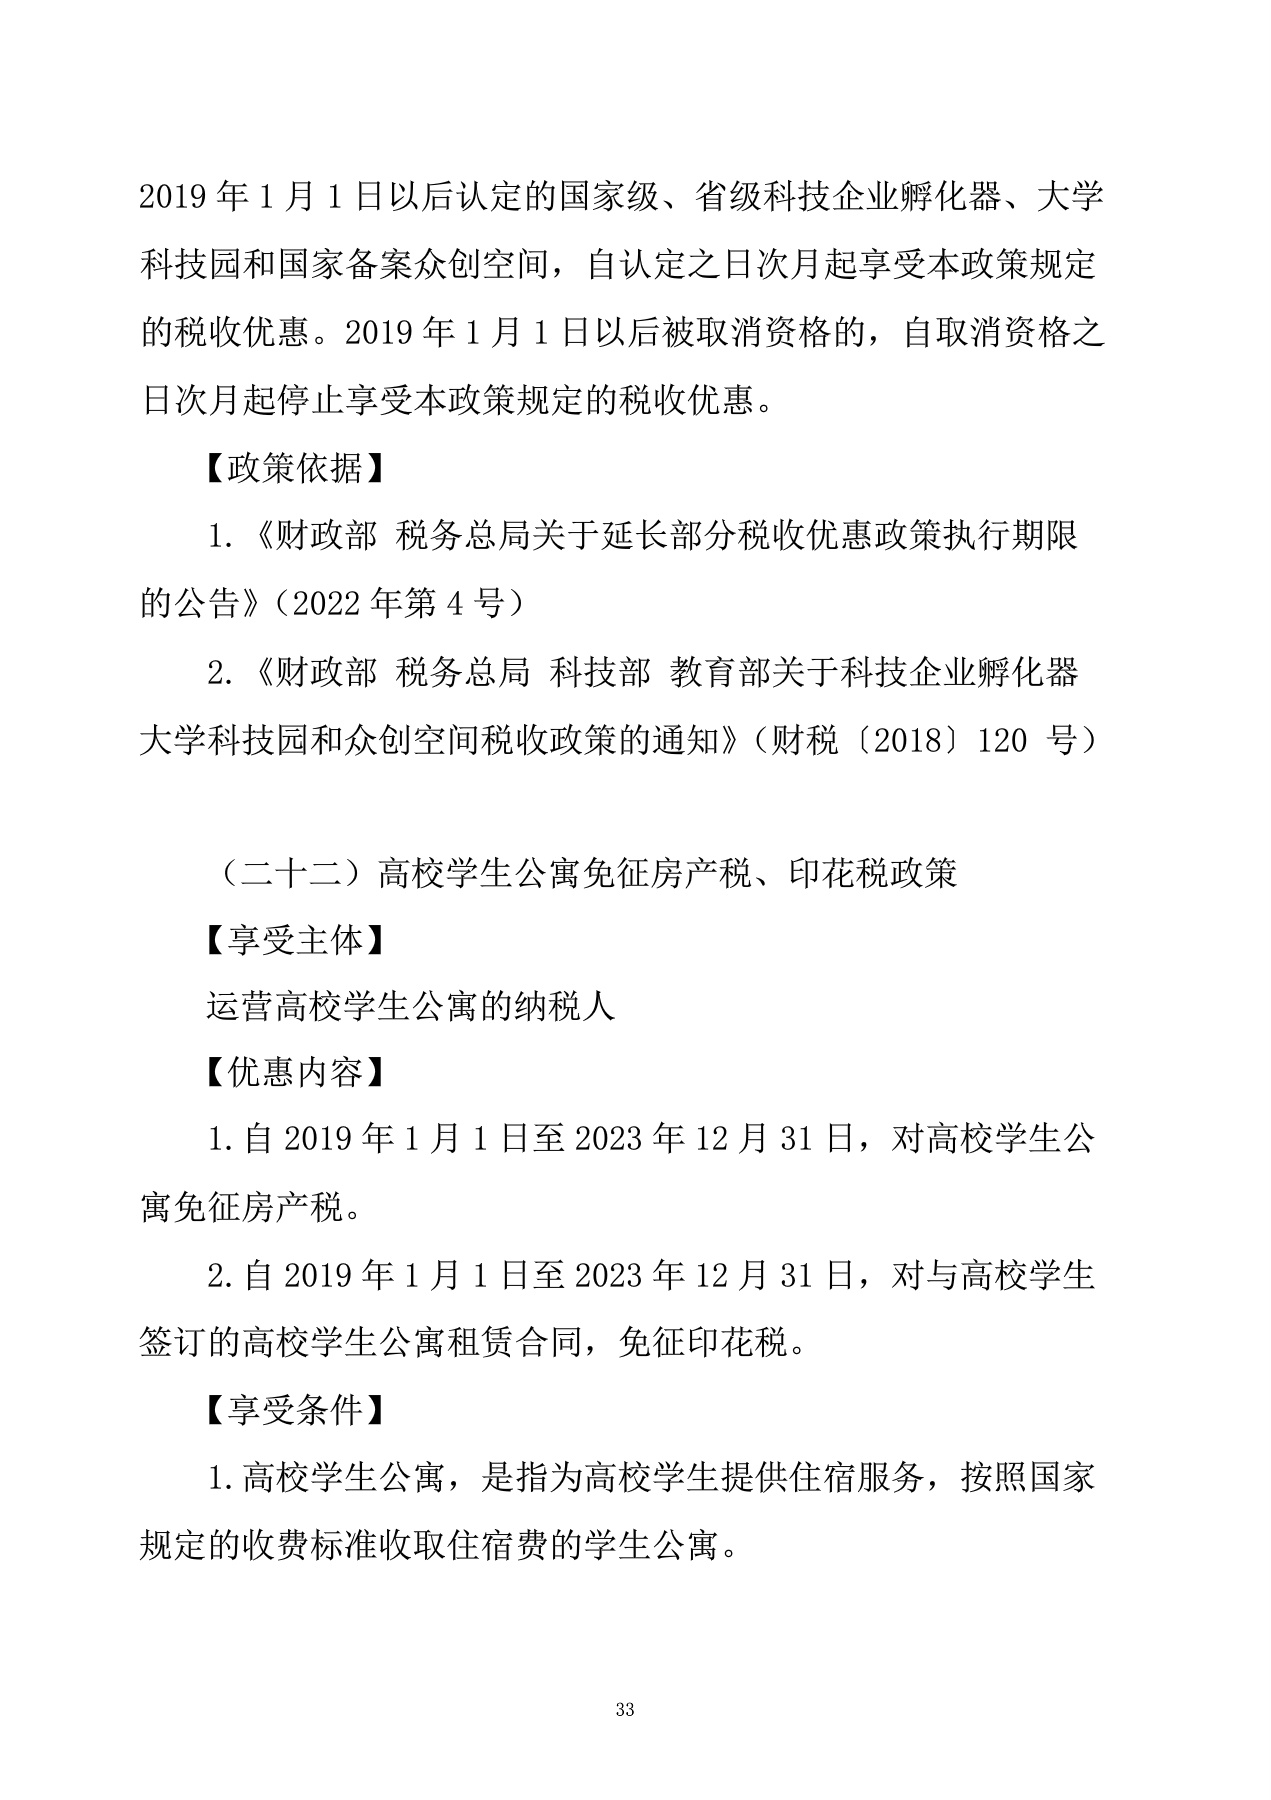 2019 年 1 月 1 日以后认定的国家级、省级科技企业孵化器、大学
科技园和国家备案众创空间，自认定之日次月起享受本政策规定
的税收优惠。2019 年 1 月 1 日以后被取消资格的，自取消资格之
日次月起停止享受本政策规定的税收优惠。
【政策依据】
1.《财政部 税务总局关于延长部分税收优惠政策执行期限
的公告》（2022 年第 4 号）
2.《财政部 税务总局 科技部 教育部关于科技企业孵化器
大学科技园和众创空间税收政策的通知》（财税〔2018〕120 号）
（二十二）高校学生公寓免征房产税、印花税政策
【享受主体】
运营高校学生公寓的纳税人
【优惠内容】
1.自 2019 年 1 月 1 日至 2023 年 12 月 31 日，对高校学生公
寓免征房产税。
2.自 2019 年 1 月 1 日至 2023 年 12 月 31 日，对与高校学生
签订的高校学生公寓租赁合同，免征印花税。
【享受条件】
1.高校学生公寓，是指为高校学生提供住宿服务，按照国家
规定的收费标准收取住宿费的学生公寓。
33